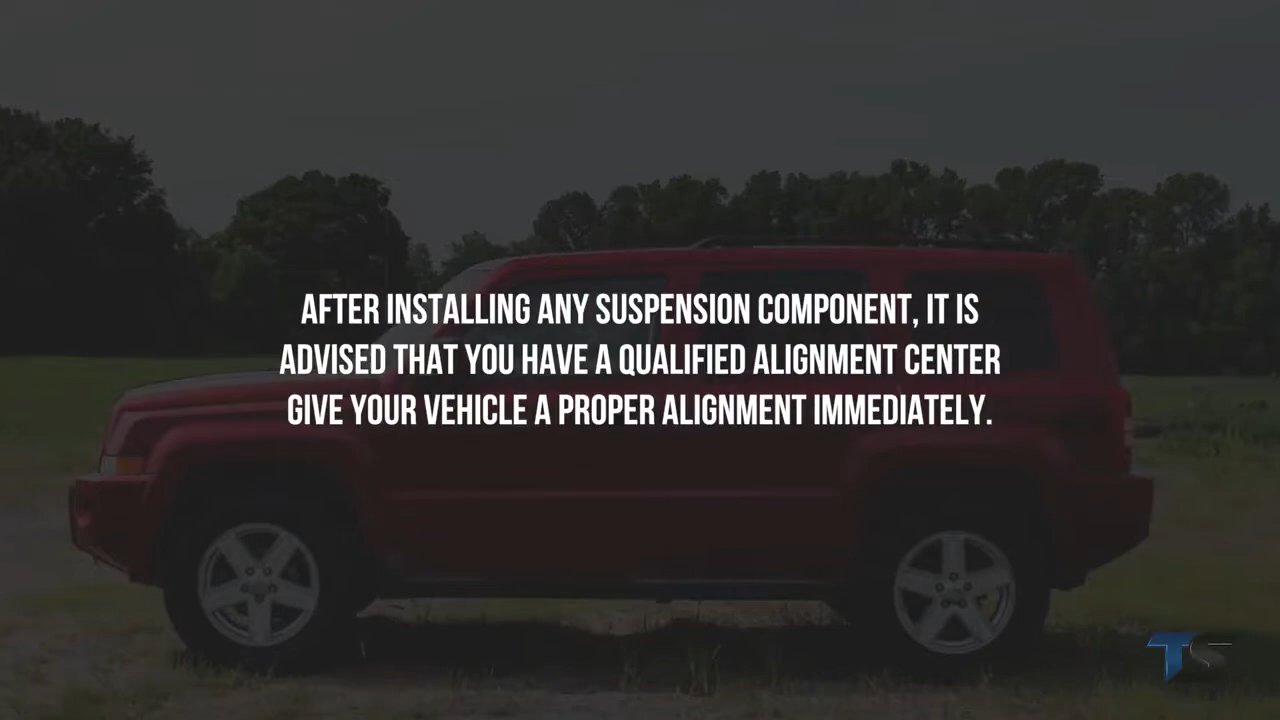 AFTER INSTALLING ANY SUSPENSION COMPONENT, IT IS
ADVISED THAT YOU HAVE A QUALIFIED ALIGNMENT CENTER
GIVE YOUR VEHICLE A PROPER ALIGNMENT IMMEDIATELY.
TS